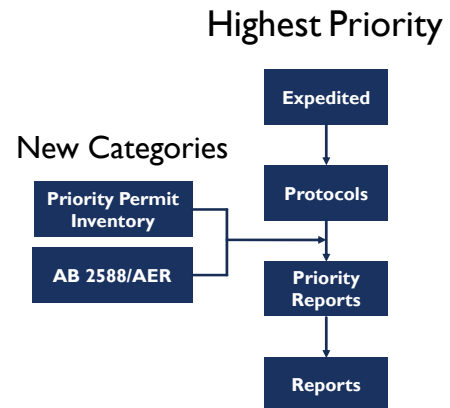 Highest Priority
Expedited
New Categories
Protocols
Priority Permit
Inventory
AB 2588/AER
Priority
Reports
Reports